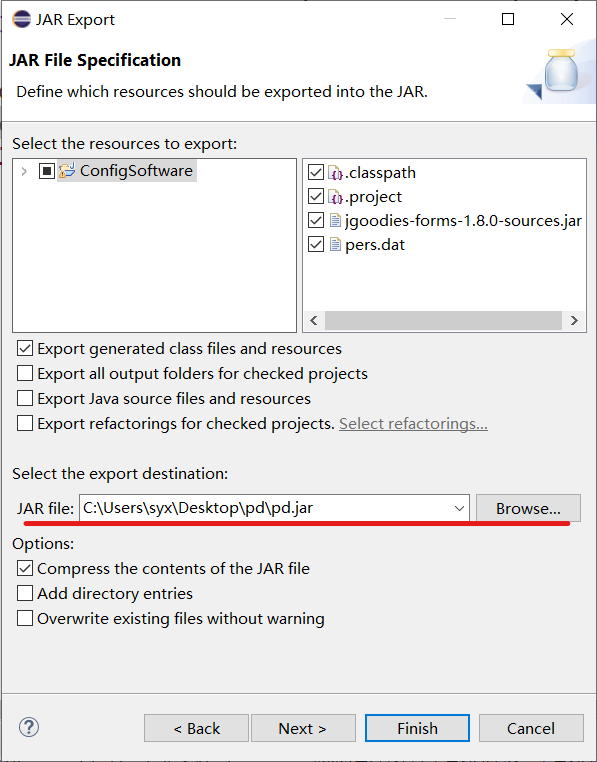 JAR Export
JAR File Specification
Define which resources should be exported into the JAR.
Select the resources to export:
ConfigSoftware
.classpath
.project
jgoodies-forms-1.8.0-sources.jar
pers.dat
Export generated class files and resources
Export all output folders for checked projects
Export Java source files and resources
Export refactorings for checked projects. Select refactorings...
Select the export destination:
JAR file: C:\Users\syx\Desktop\pd\pd.jar Browse...
Options:
Compress the contents of the JAR file
Add directory entries
Overwrite existing files without warning
? < Back Next > Finish Cancel